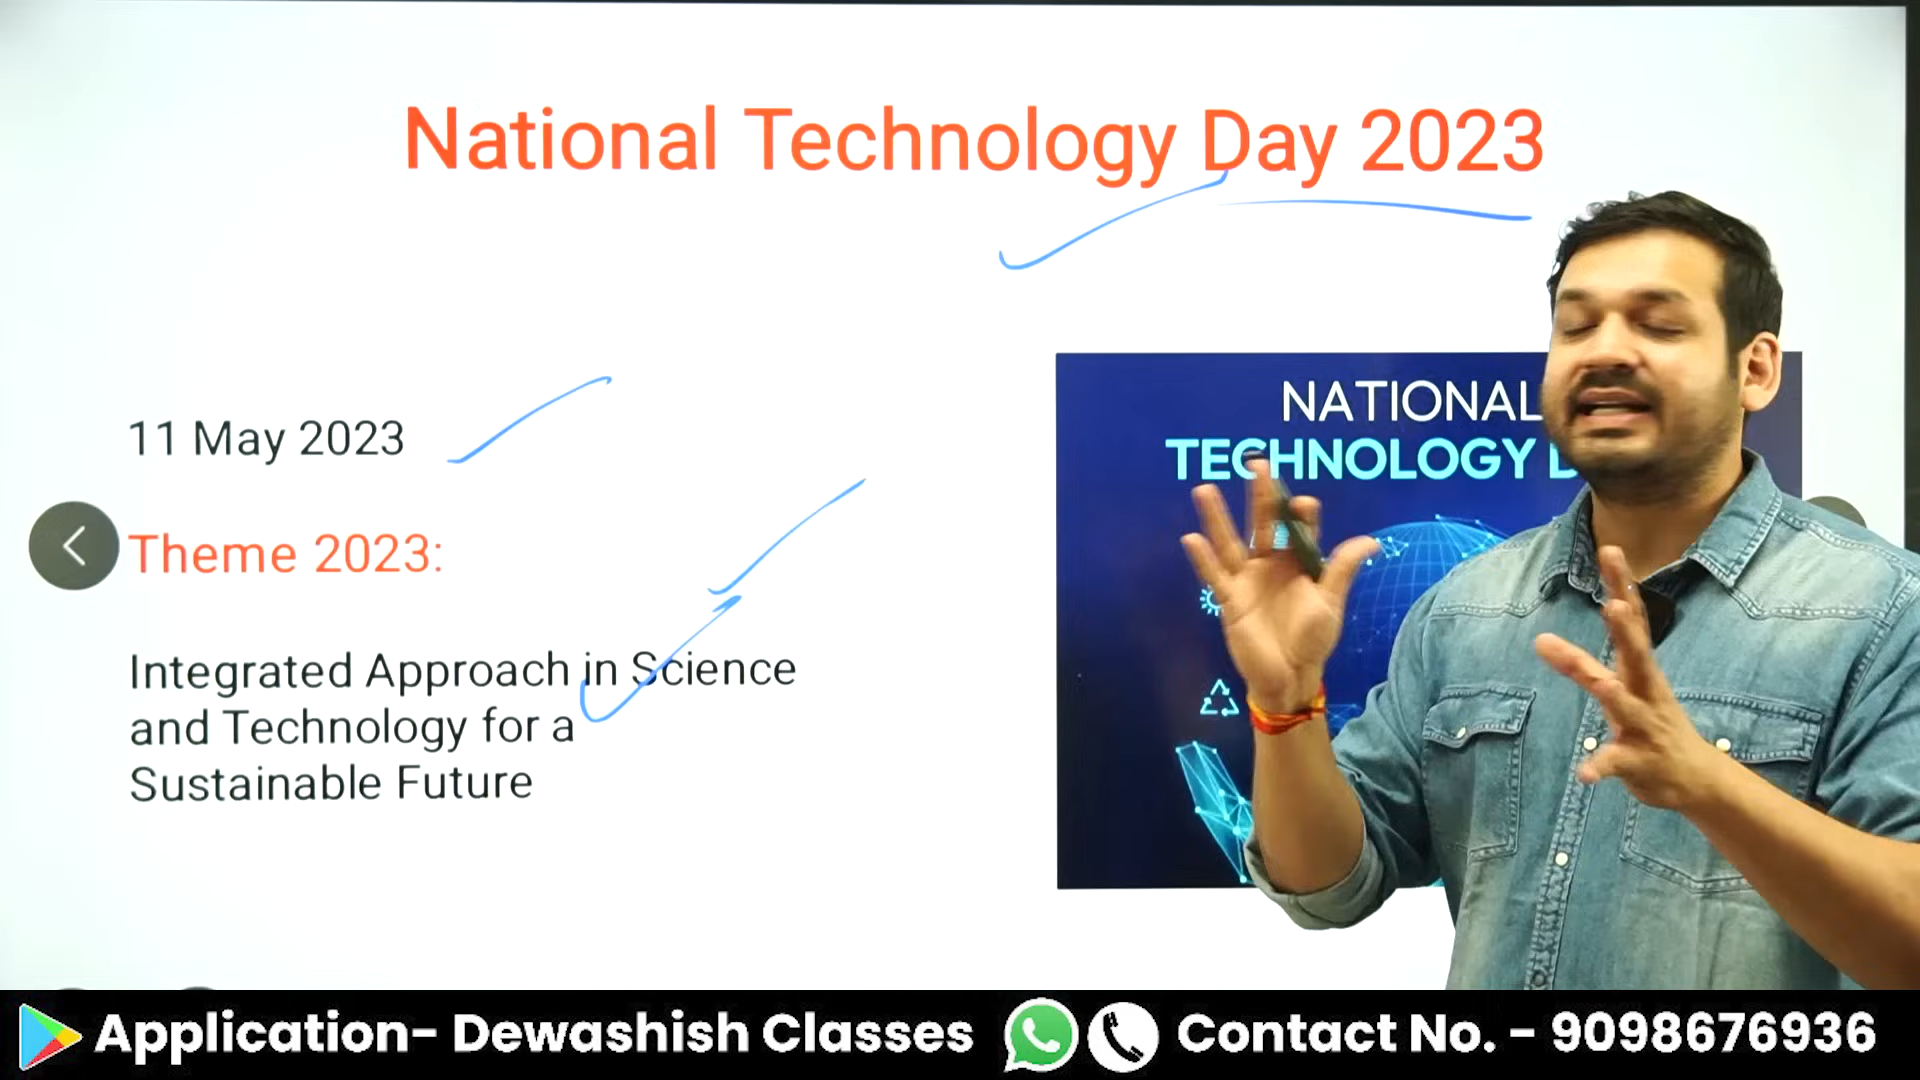 National Technology Day 2023
11 May 2023
Theme 2023:
Integrated Approach in Science
and Technology for a
Sustainable Future
NATIONAL
TECHNOLOGY D
Application- Dewashish Classes
Contact No. - 9098676936